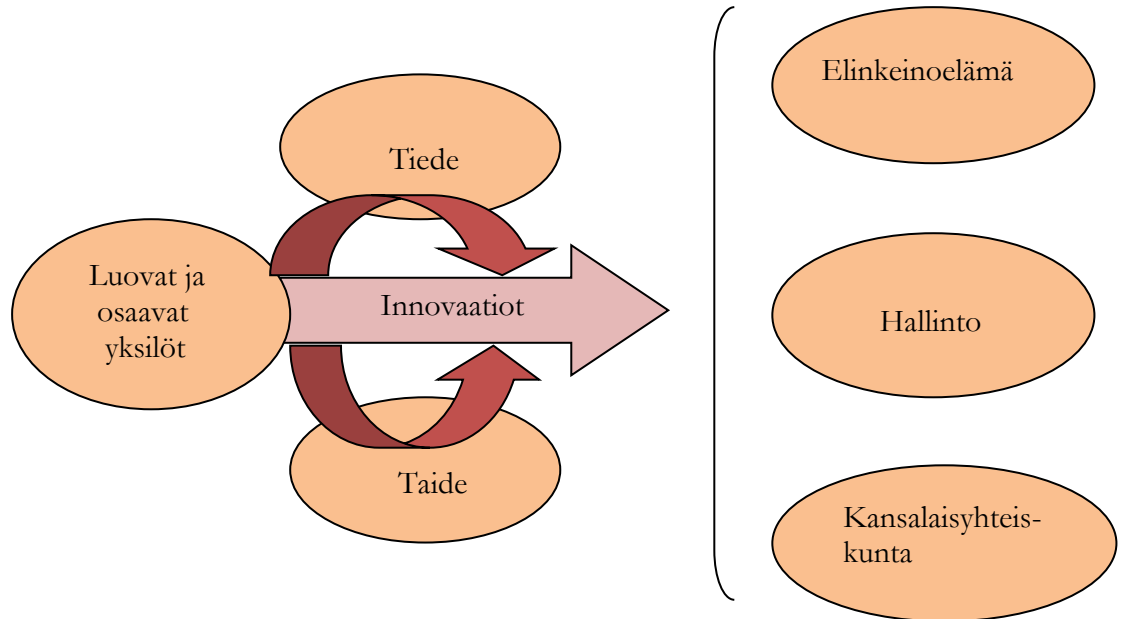 Luovat ja
osaavat
yksilöt
Tiede
Innovaatiot
Taide
Elinkeinoelämä
Hallinto
Kansalaisyhteis-
kunta